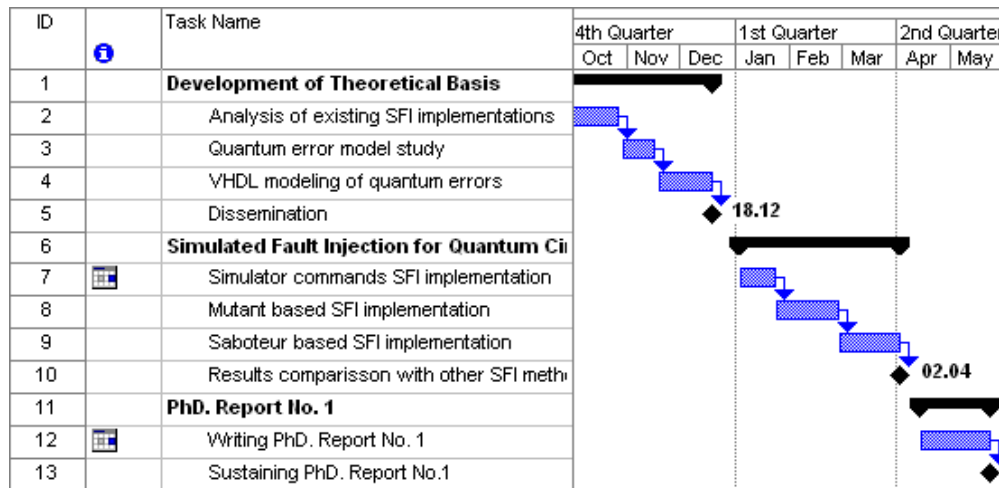 ID Task Name 4th Quarter 1st Quarter 2nd Quarter
Oct Nov Dec Jan Feb Mar Apr May
1 Development of Theoretical Basis
2 Analysis of existing SFI implementations
3 Quantum error model study
4 VHDL modeling of quantum errors
5 Dissemination 18.12
6 Simulated Fault Injection for Quantum Cir
7 Simulator commands SFI implementation
8 Mutant based SFI implementation
9 Saboteur based SFI implementation
10 Results comparisson with other SFI meth 02.04
11 PhD. Report No. 1
12 Writing PhD. Report No. 1
13 Sustaining PhD. Report No.1